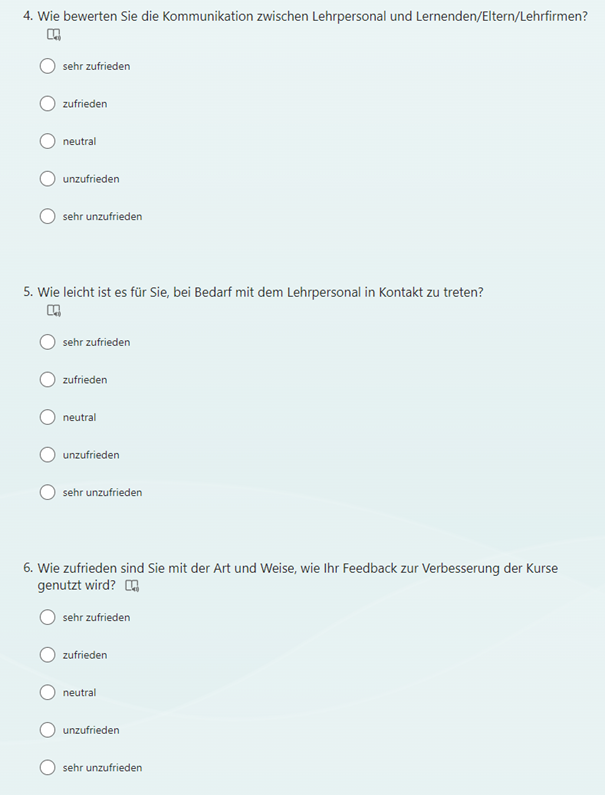 4. Wie bewerten Sie die Kommunikation zwischen Lehrpersonal und Lernenden/Eltern/Lehrfirmen?
sehr zufrieden
zufrieden
neutral
unzufrieden
sehr unzufrieden
5. Wie leicht ist es für Sie, bei Bedarf mit dem Lehrpersonal in Kontakt zu treten?
sehr zufrieden
zufrieden
neutral
unzufrieden
sehr unzufrieden
6. Wie zufrieden sind Sie mit der Art und Weise, wie Ihr Feedback zur Verbesserung der Kurse
genutzt wird?
sehr zufrieden
zufrieden
neutral
unzufrieden
sehr unzufrieden